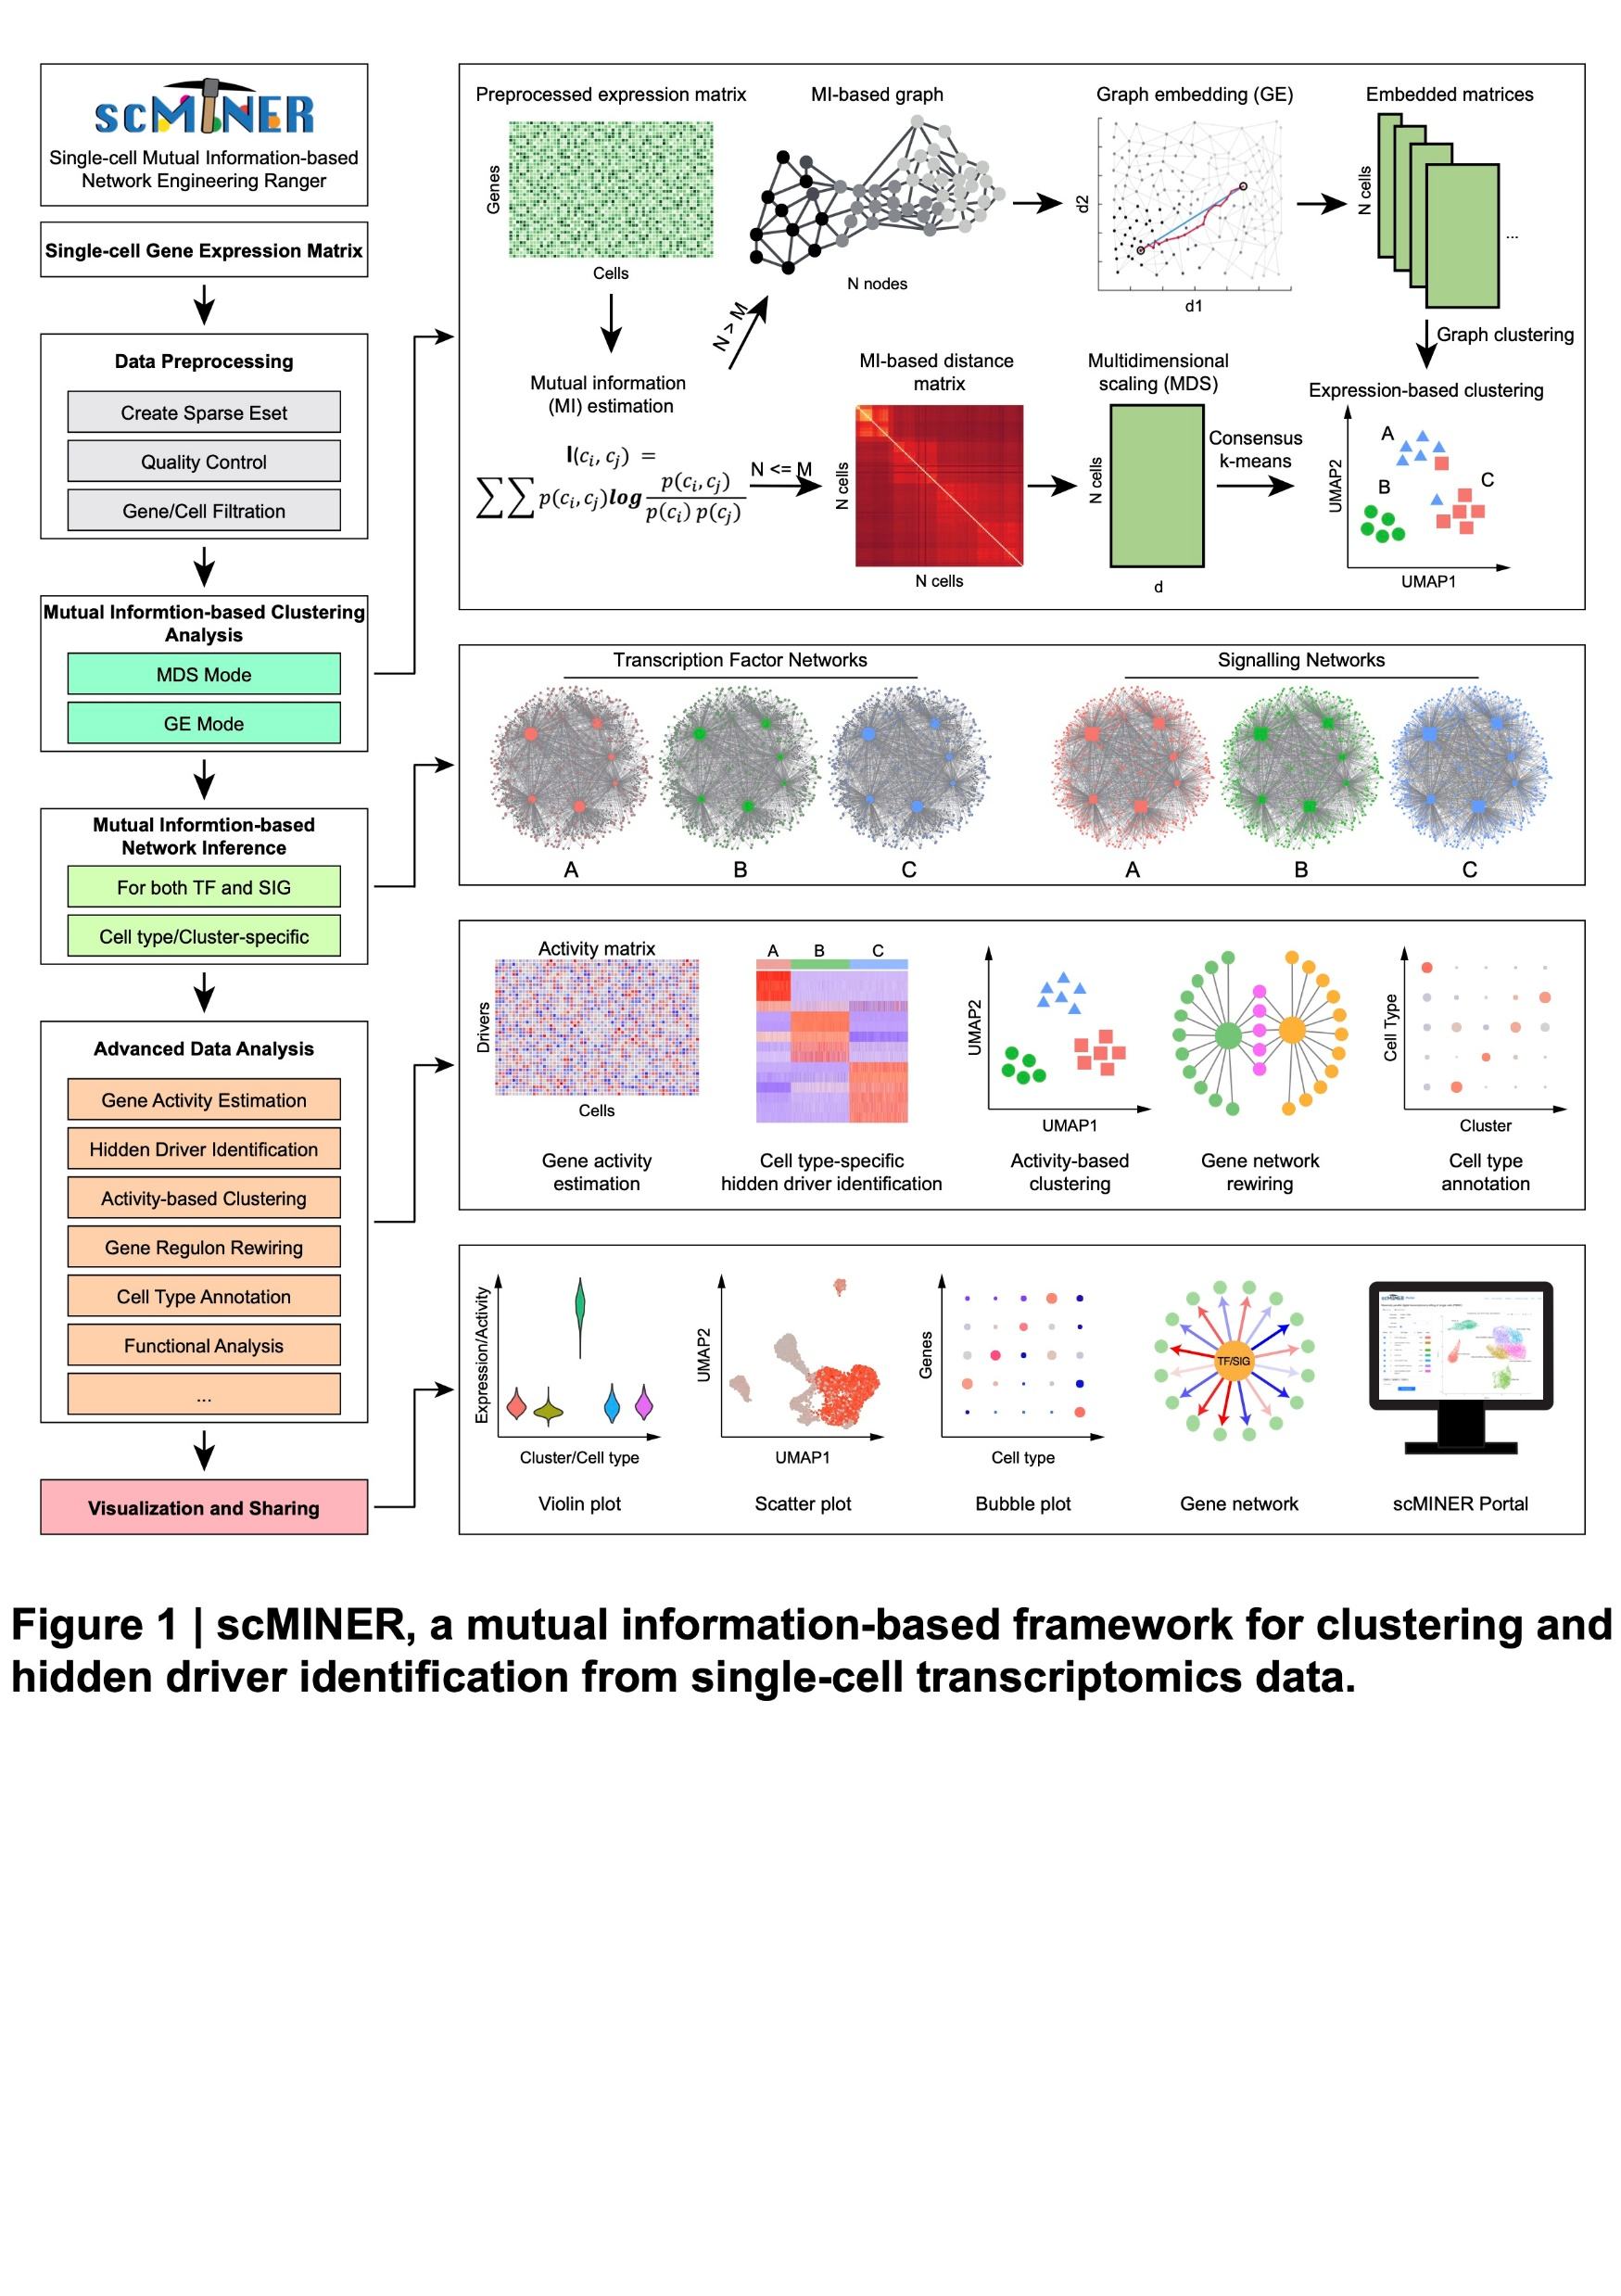 scMINER
Single-cell Mutual Information-based
Network Engineering Ranger
Single-cell Gene Expression Matrix
Data Preprocessing
Create Sparse Eset
Quality Control
Gene/Cell Filtration
Mutual Informtion-based Clustering
Analysis
MDS Mode
GE Mode
Mutual Informtion-based
Network Inference
For both TF and SIG
Cell type/Cluster-specific
Advanced Data Analysis
Gene Activity Estimation
Hidden Driver Identification
Activity-based Clustering
Gene Regulon Rewiring
Cell Type Annotation
Functional Analysis
...
Visualization and Sharing
Preprocessed expression matrix
Genes
Cells
MI-based graph
N nodes
Graph embedding (GE)
d2
d1
Embedded matrices
N cells
...
Graph clustering
N > M
Mutual information
(MI) estimation
I(c_i, c_j) =
∑∑ p(c_i, c_j) log p(c_i, c_j) / p(c_i) p(c_j)
N <= M
MI-based distance
matrix
N cells
N cells
Multidimensional
scaling (MDS)
N cells
d
Consensus
k-means
Expression-based clustering
A
B
C
UMAP2
UMAP1
Transcription Factor Networks
A
B
C
Signalling Networks
A
B
C
Activity matrix
Drivers
Cells
Gene activity
estimation
A B C
Cell type-specific
hidden driver identification
UMAP2
UMAP1
Activity-based
clustering
Gene network
rewiring
Cell Type
Cluster
Cell type
annotation
Expression/Activity
Cluster/Cell type
Violin plot
UMAP2
UMAP1
Scatter plot
Genes
Cell type
Bubble plot
TF/SIG
Gene network
scMINER Portal
Figure 1 | scMINER, a mutual information-based framework for clustering and
hidden driver identification from single-cell transcriptomics data.